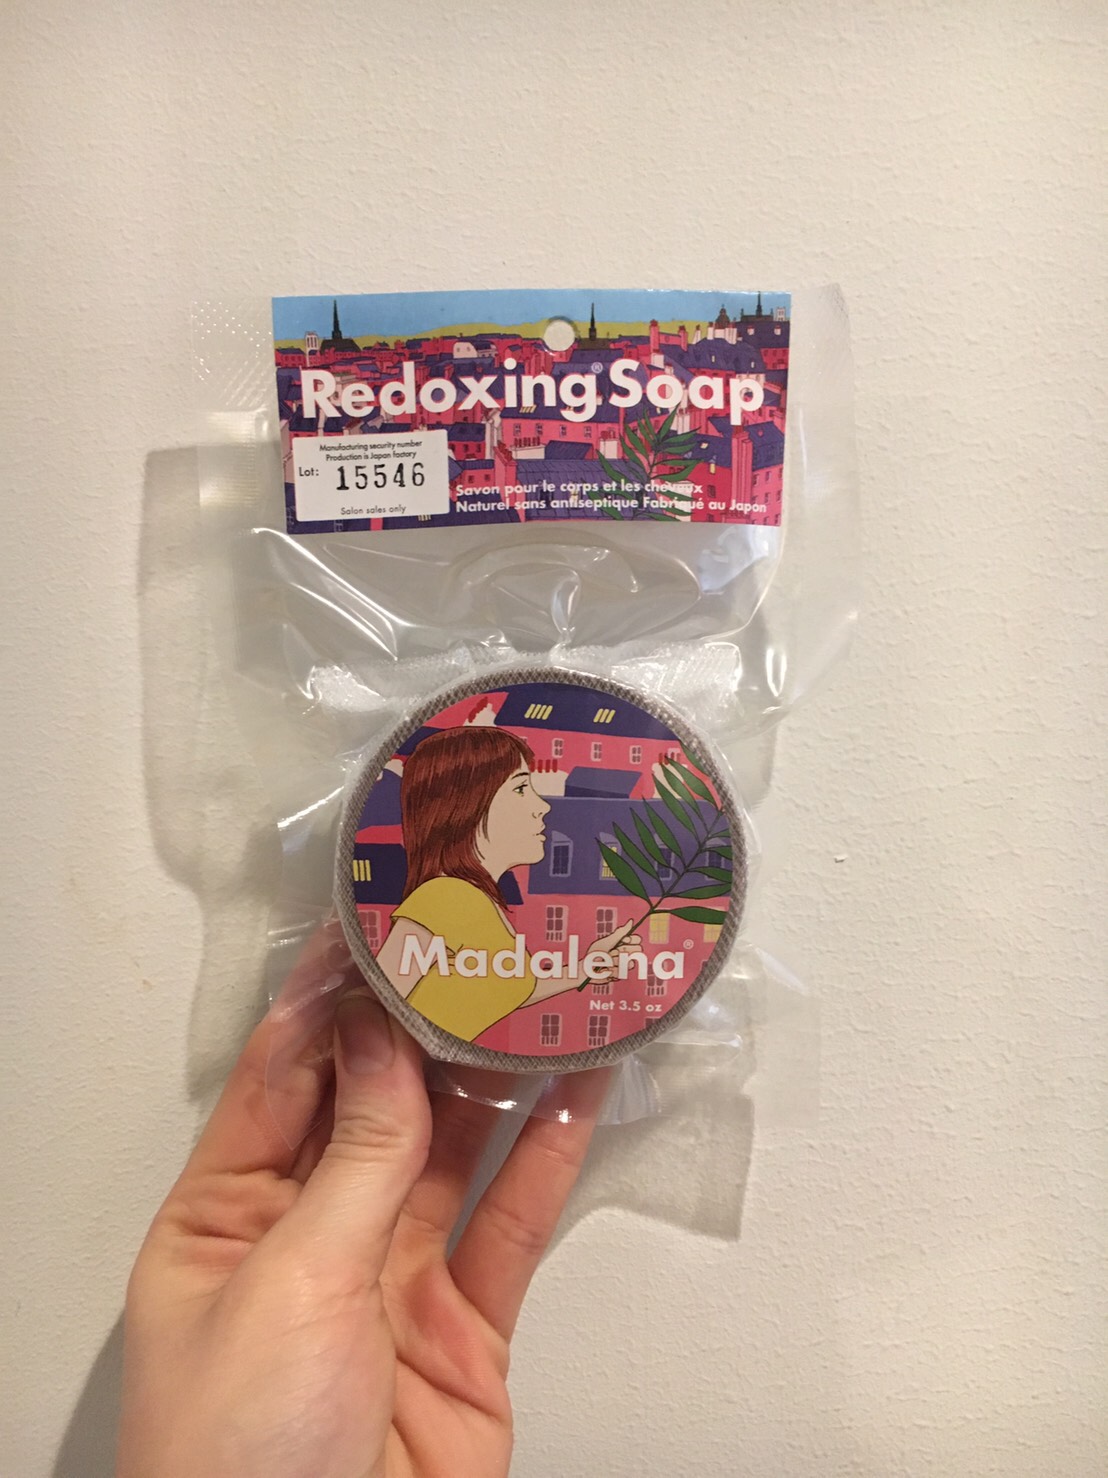 Redoxing® Soap
Manufacturing security number
Production is Japan factory
Lot: 15546
Salon sales only
Savon pour le corps et les cheveux
Naturel sans antiseptique Fabriqué au Japon
Madalena®
Net 3.5 oz